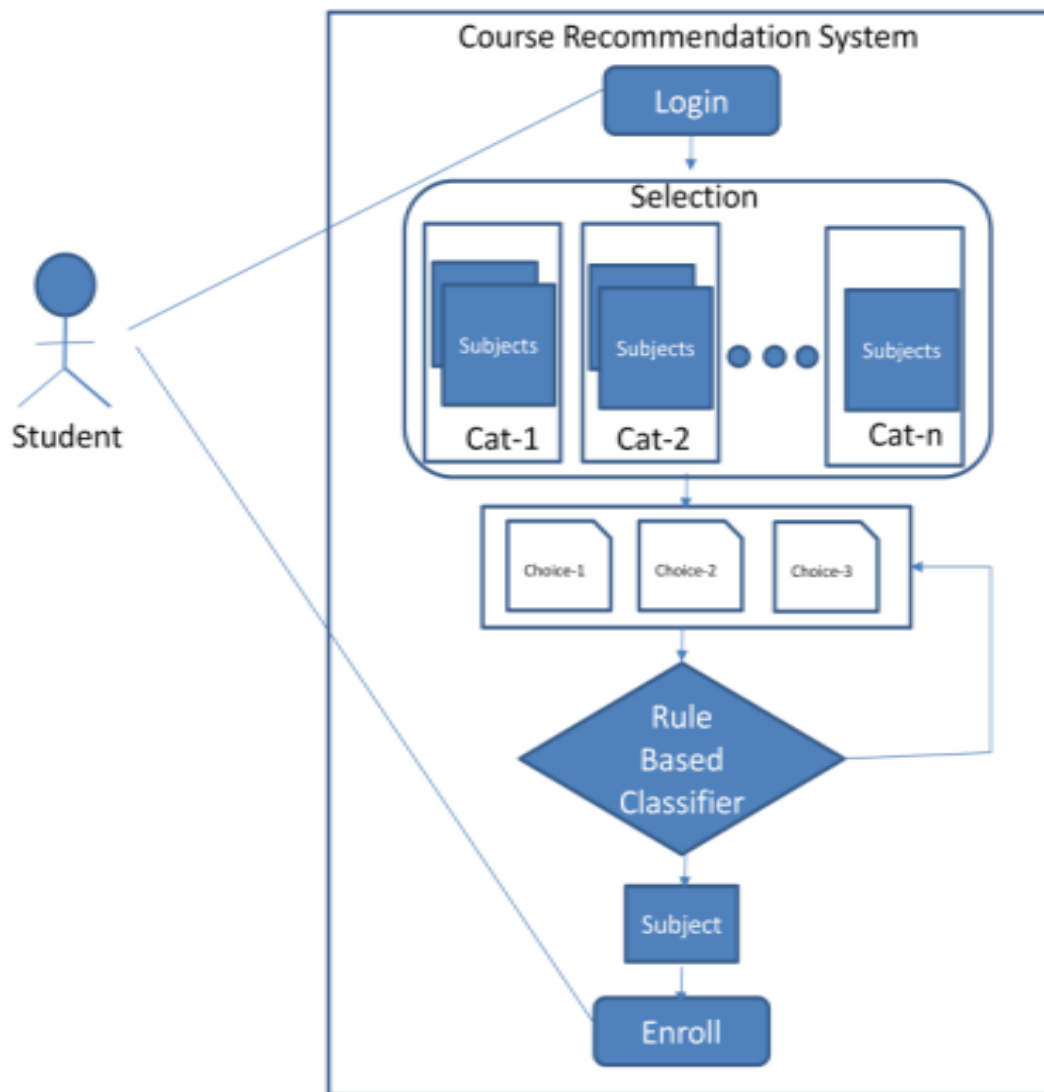 Course Recommendation System
Login
Selection
Subjects
Subjects
Subjects
Cat-1
Cat-2
Cat-n
Student
Choice-1
Choice-2
Choice-3
Rule
Based
Classifier
Subject
Enroll